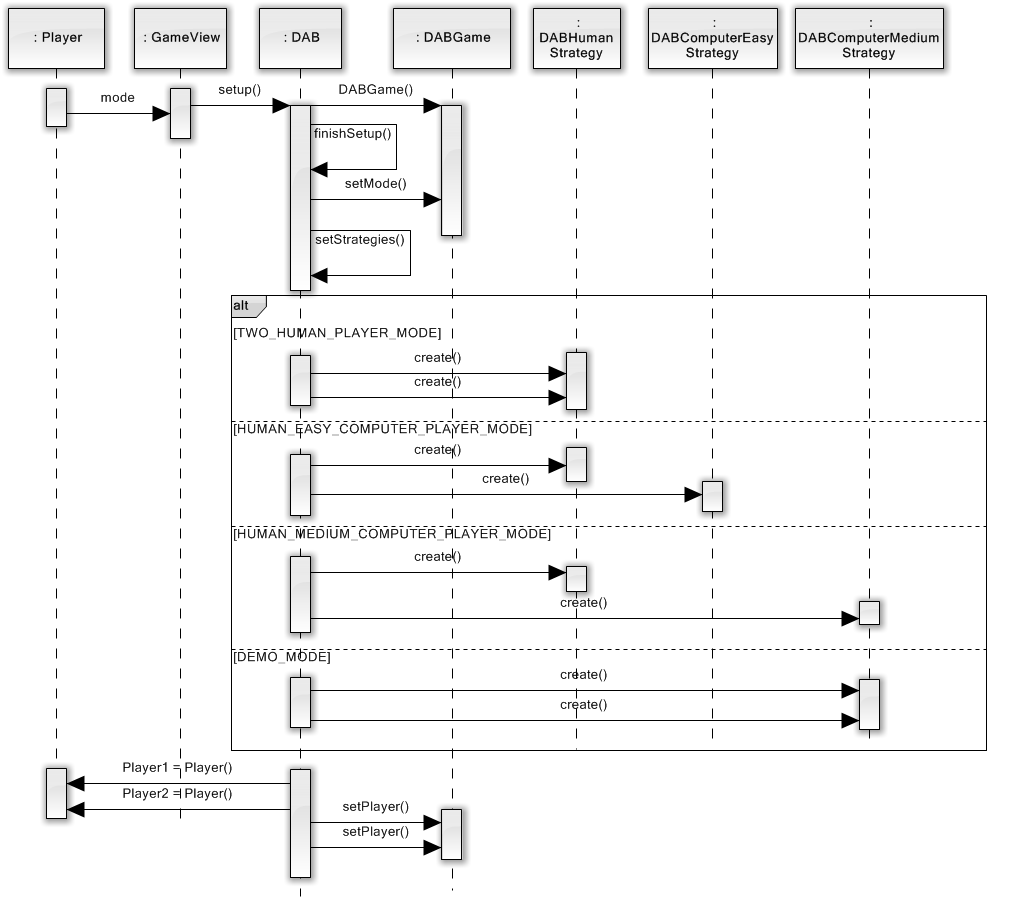 : Player
: GameView
: DAB
: DABGame
:
DABHuman
Strategy
:
DABComputerEasy
Strategy
:
DABComputerMedium
Strategy
mode
setup()
DABGame()
finishSetup()
setMode()
setStrategies()
alt
[TWO_HUMAN_PLAYER_MODE]
create()
create()
[HUMAN_EASY_COMPUTER_PLAYER_MODE]
create()
create()
[HUMAN_MEDIUM_COMPUTER_PLAYER_MODE]
create()
create()
[DEMO_MODE]
create()
create()
Player1 = Player()
Player2 = Player()
setPlayer()
setPlayer()